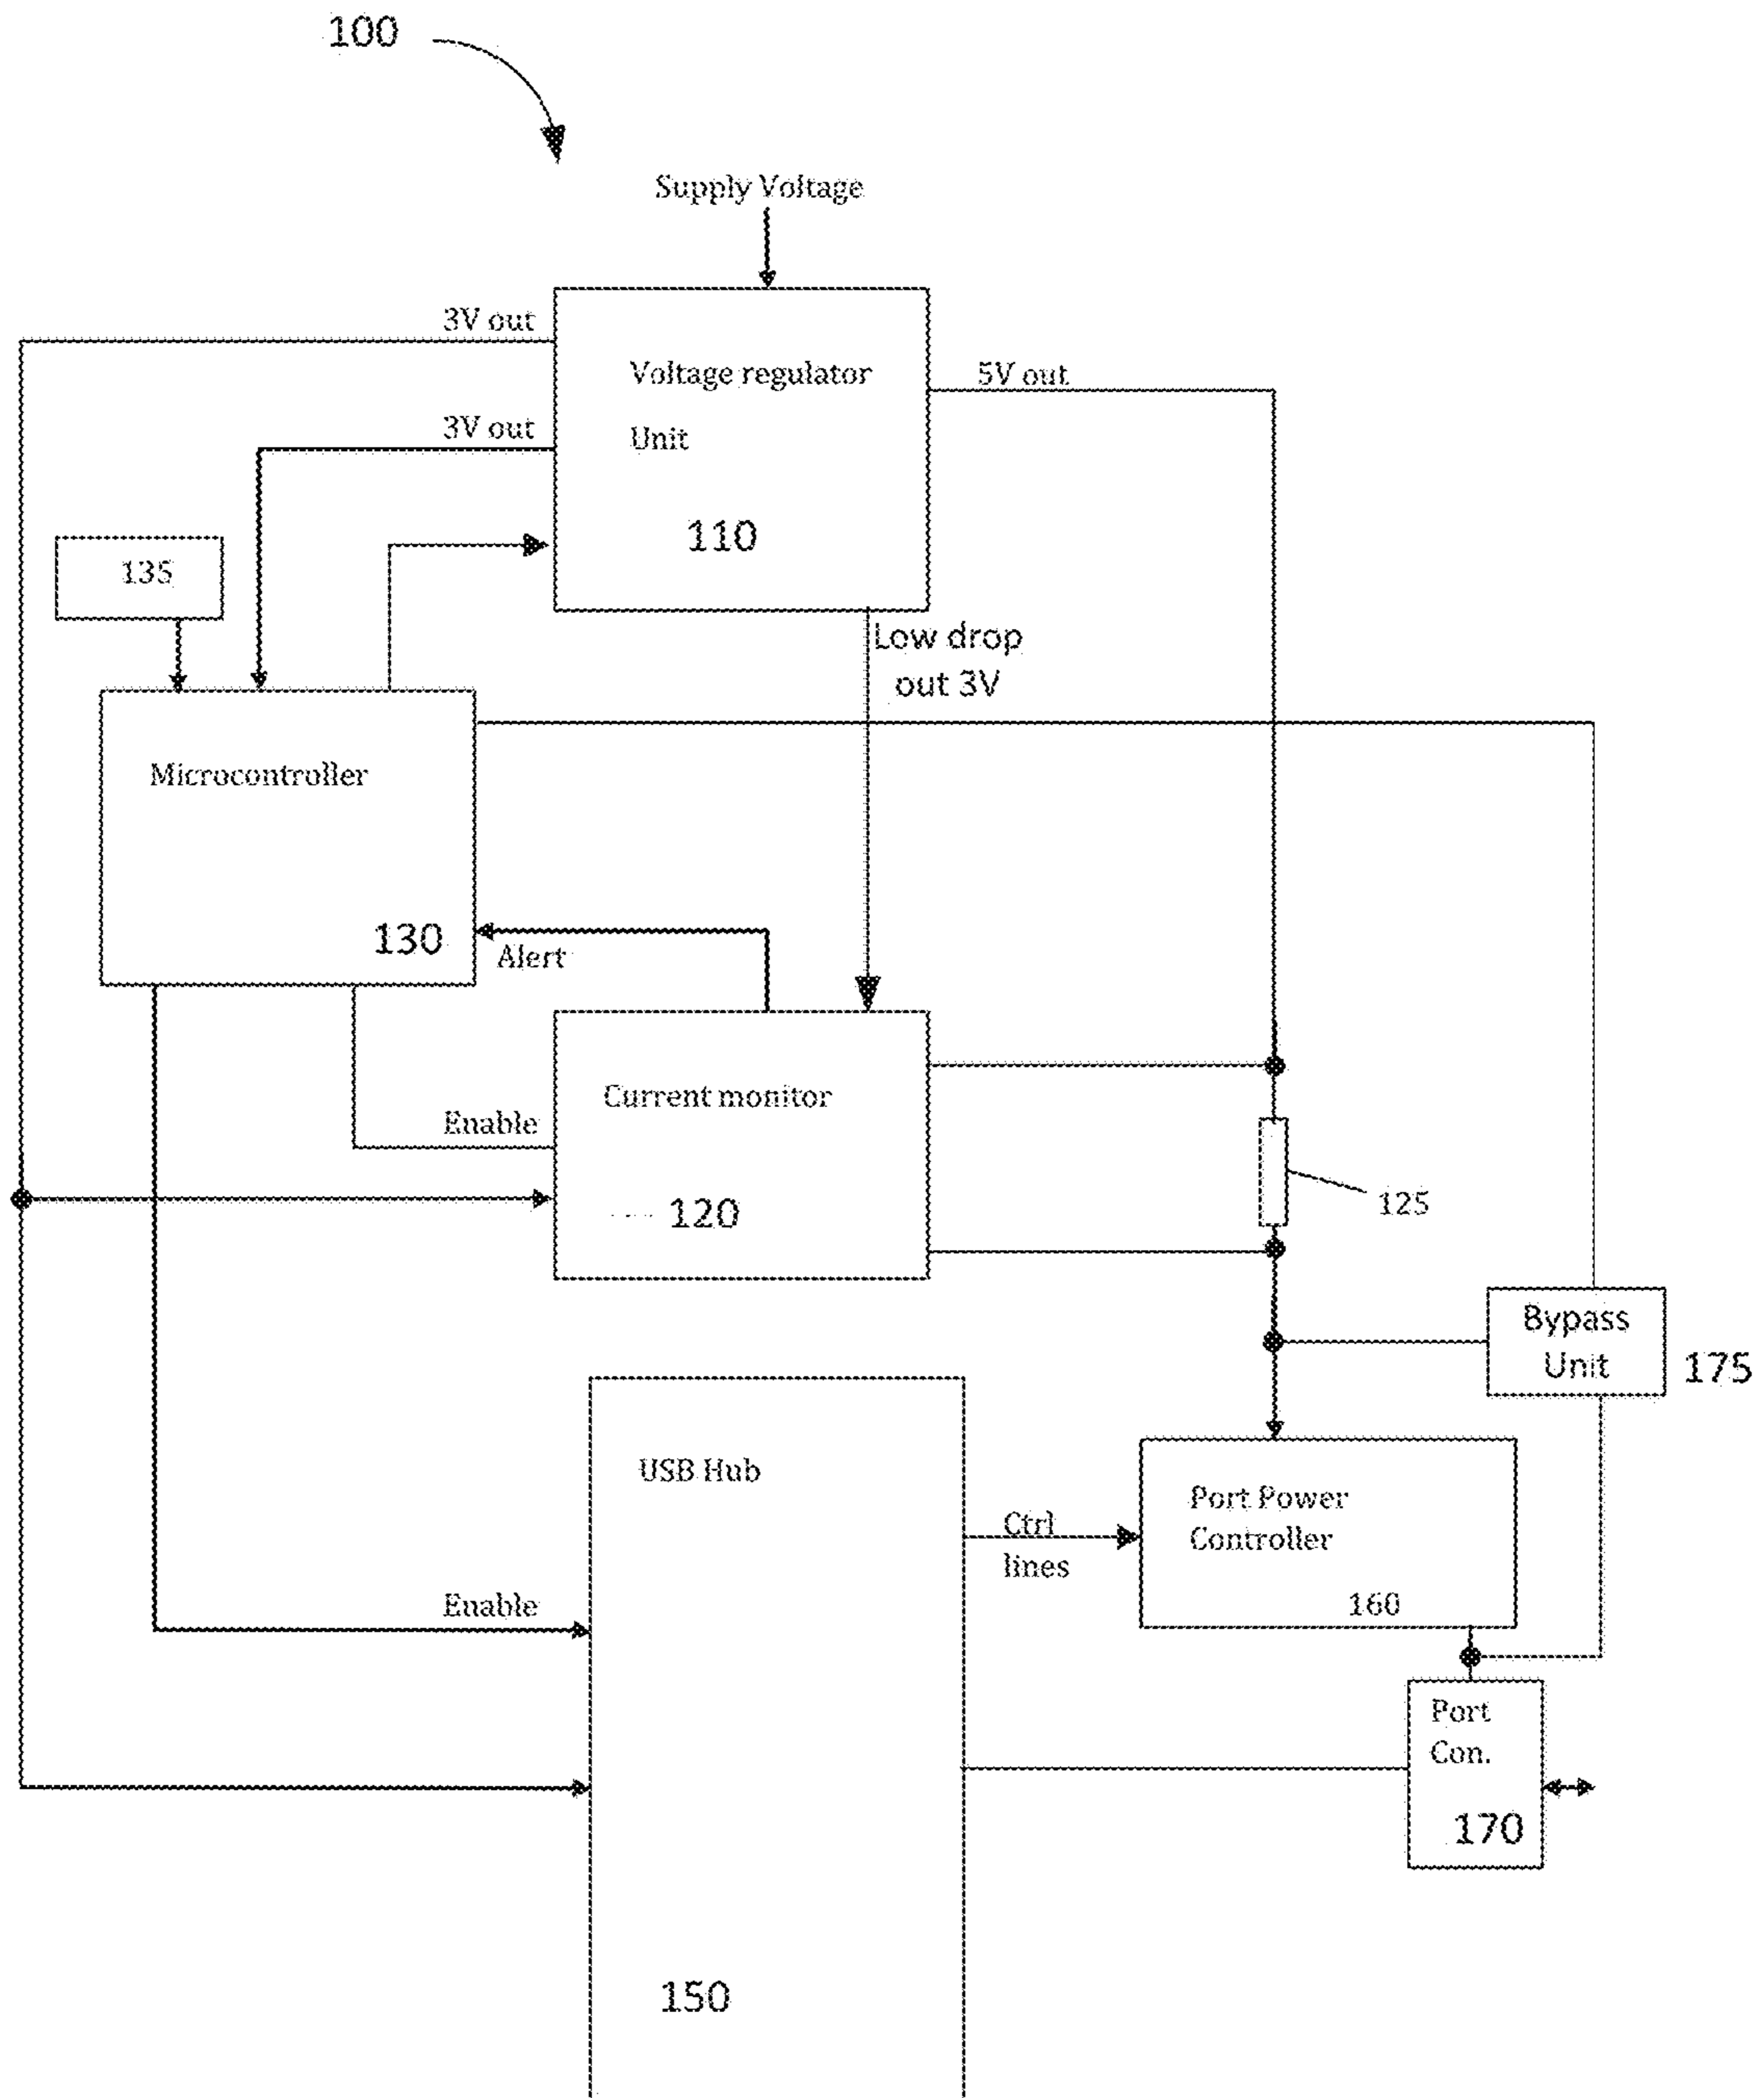 100
Supply Voltage
3V out
Voltage regulator
Unit
5V out
3V out
110
135
Low drop
out 3V
Microcontroller
130
Alert
Current monitor
Enable
120
125
Bypass
Unit
175
USB Hub
Port Power
Controller
Ctrl
lines
160
Enable
Port
Con.
170
150